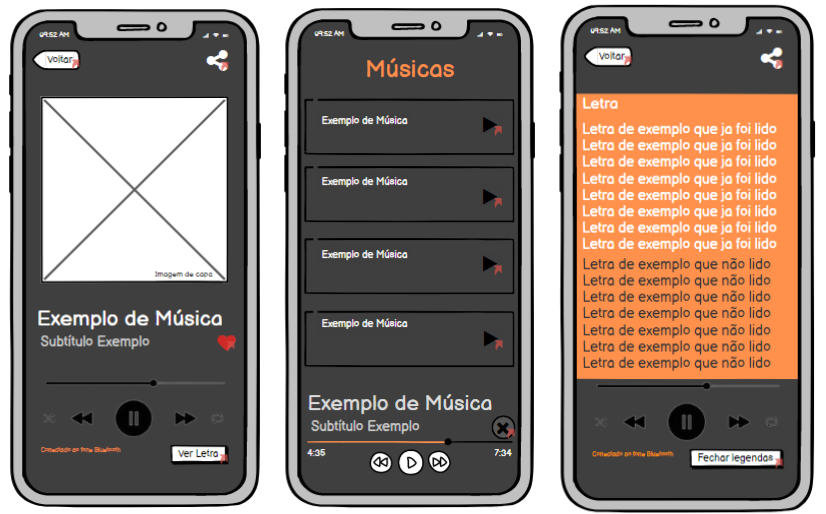 09:52 AM
Voltar
Imagem de capa
Exemplo de Música
Subtítulo Exemplo
Conectado ao fone Bluetooth
Ver Letra
09:52 AM
Músicas
Exemplo de Música
Exemplo de Música
Exemplo de Música
Exemplo de Música
Exemplo de Música
Subtítulo Exemplo
4:35
7:34
09:52 AM
Voltar
Letra
Letra de exemplo que ja foi lido
Letra de exemplo que ja foi lido
Letra de exemplo que ja foi lido
Letra de exemplo que ja foi lido
Letra de exemplo que ja foi lido
Letra de exemplo que ja foi lido
Letra de exemplo que ja foi lido
Letra de exemplo que ja foi lido
Letra de exemplo que não lido
Letra de exemplo que não lido
Letra de exemplo que não lido
Letra de exemplo que não lido
Letra de exemplo que não lido
Letra de exemplo que não lido
Letra de exemplo que não lido
Conectado ao fone Bluetooth
Fechar legendas